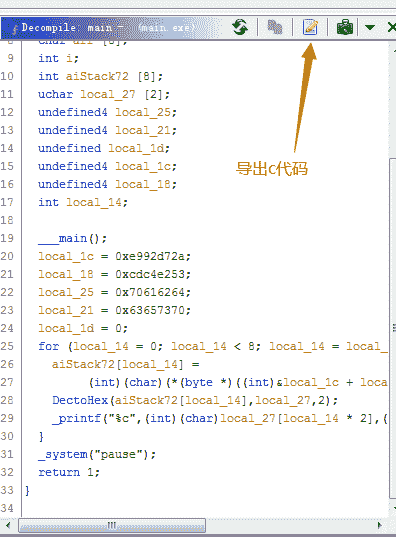 Decompile: main - (main.exe)
9 int i;
10 int aiStack72 [8];
11 uchar local_27 [2];
12 undefined4 local_25;
13 undefined4 local_21;
14 undefined local_1d;
15 undefined4 local_1c;
16 undefined4 local_18;
17 int local_14;
18
19 ___main();
20 local_1c = 0xe992d72a;
21 local_18 = 0xcdc4e253;
22 local_25 = 0x70616264;
23 local_21 = 0x63657370;
24 local_1d = 0;
25 for (local_14 = 0; local_14 < 8; local_14 = local_
26 aiStack72[local_14] =
27 (int)(char)(*(byte *)((int)&local_1c + loca
28 DectoHex(aiStack72[local_14],local_27,2);
29 _printf("%c",(int)(char)local_27[local_14 * 2],(
30 }
31 _system("pause");
32 return 1;
33 }
34
导出c代码